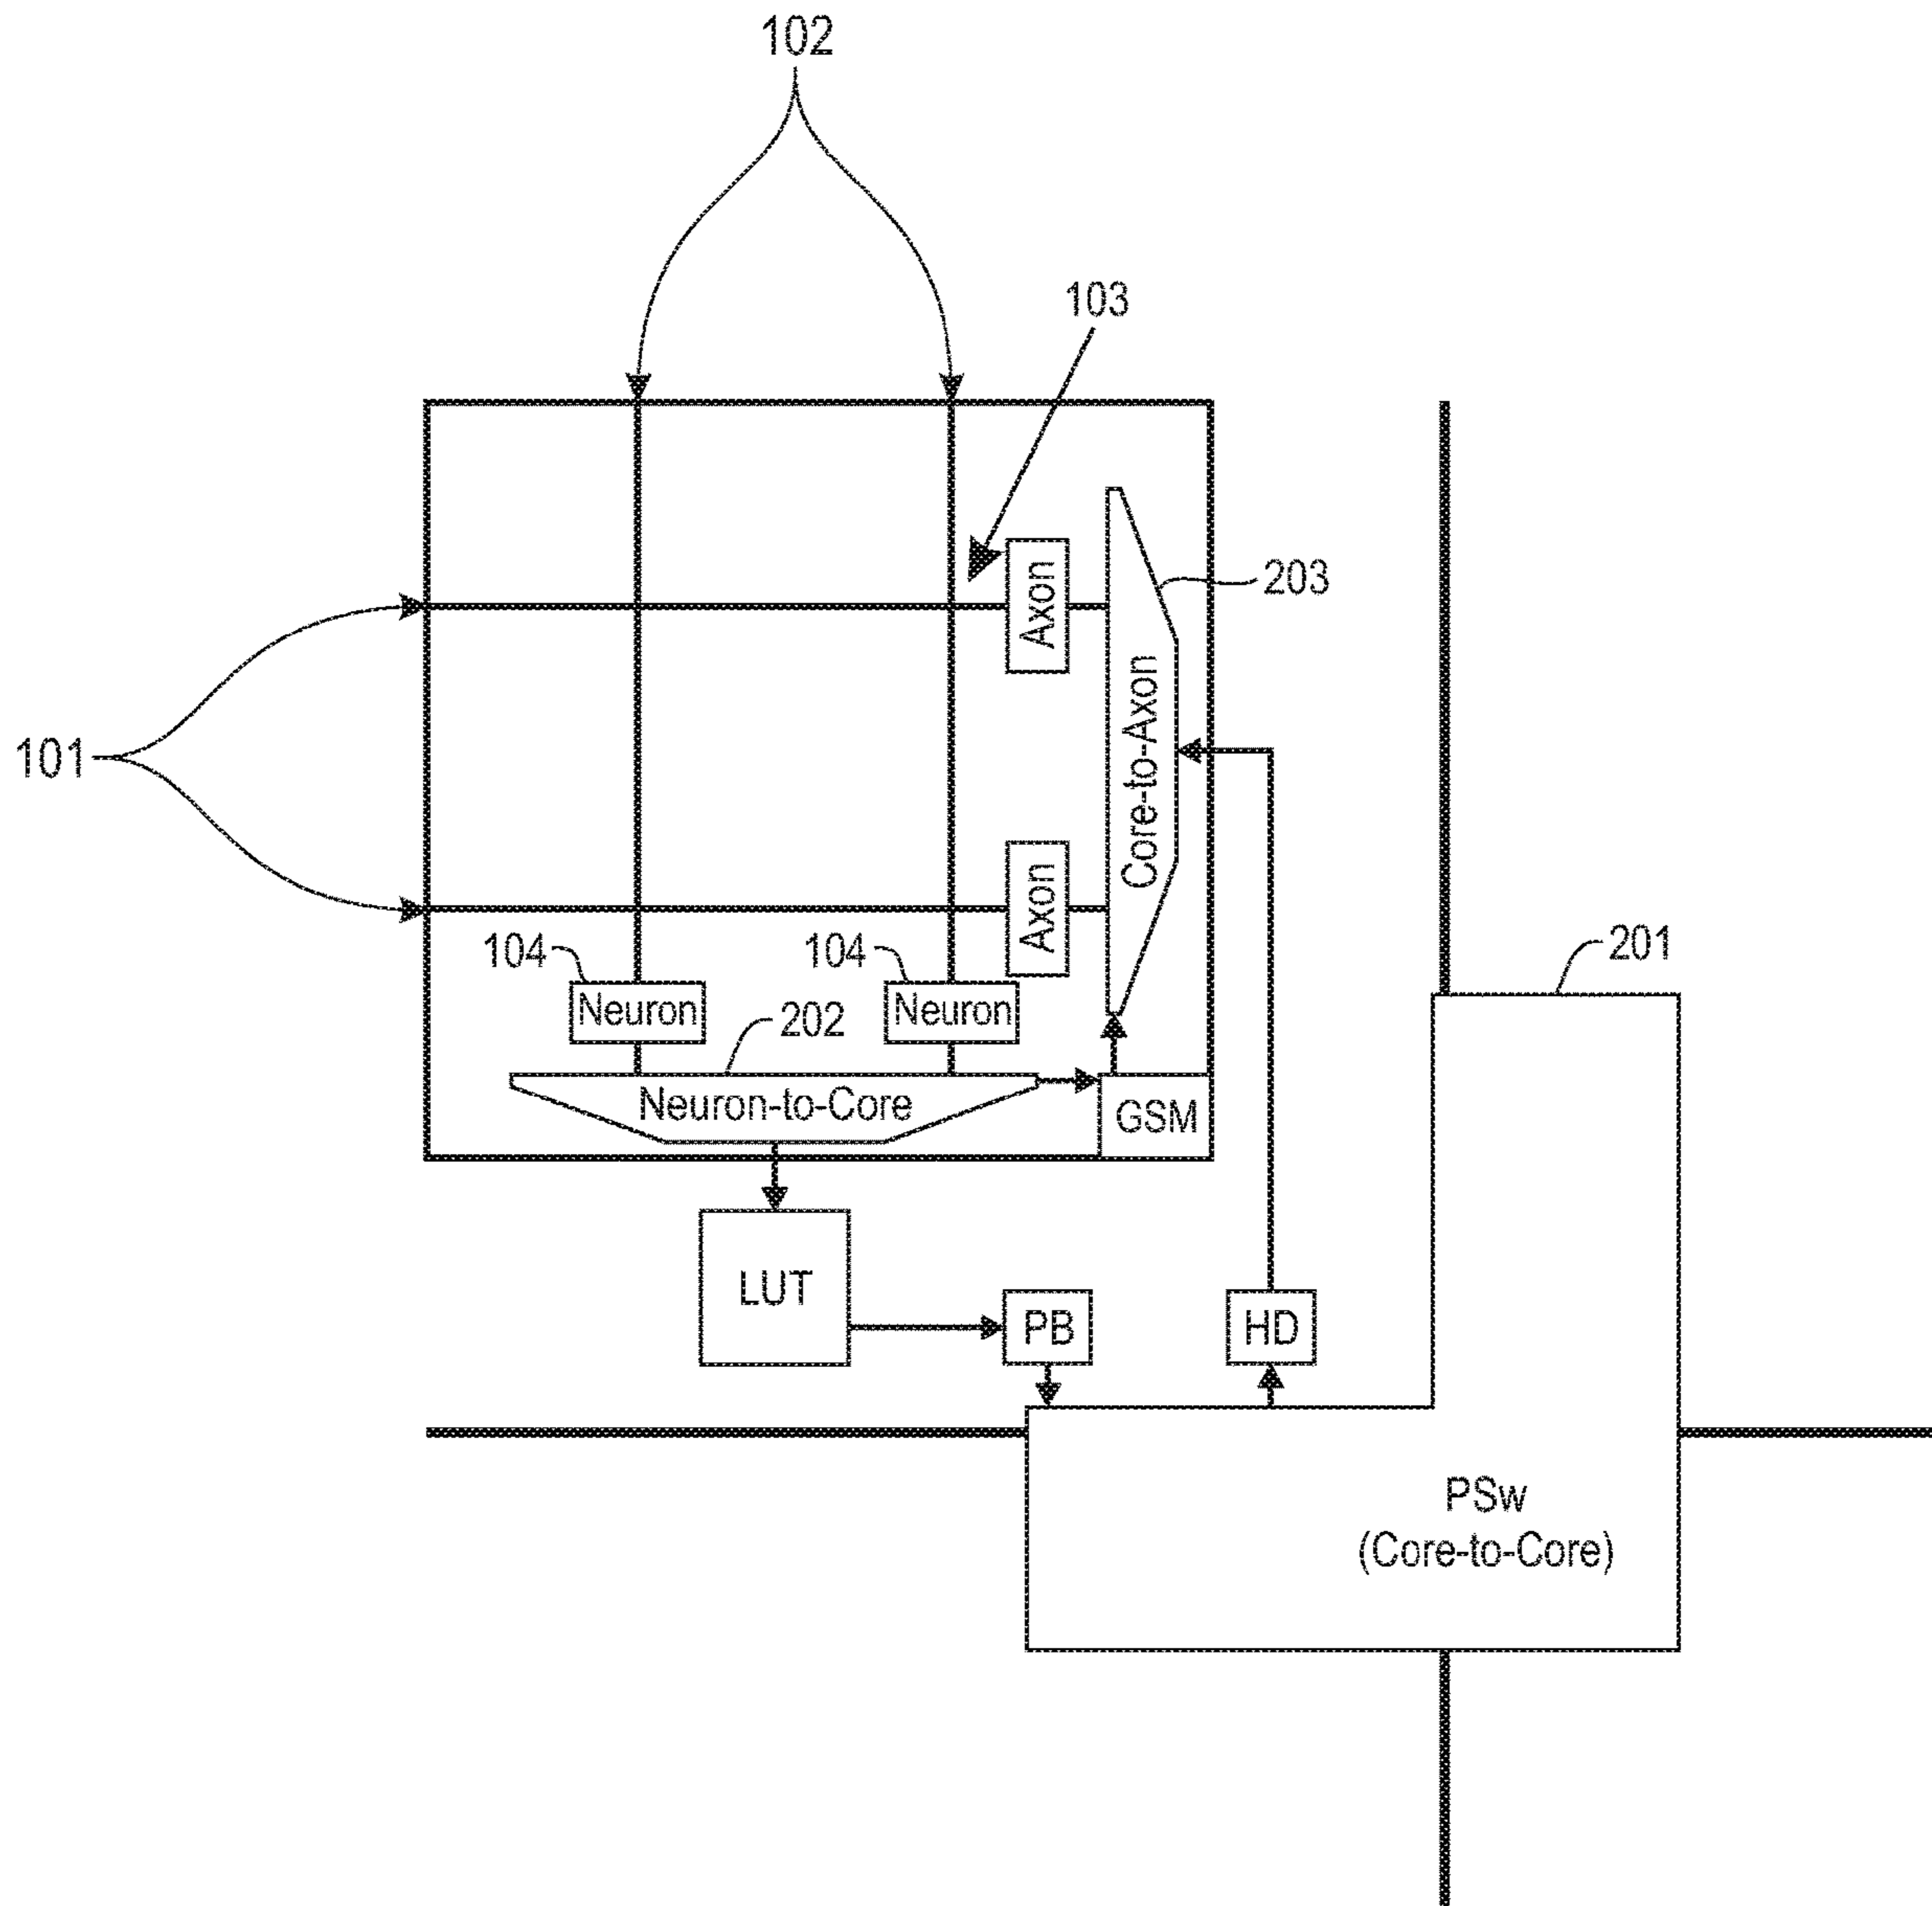 102
103
Axon
203
Core-to-Axon
101
Axon
104
104
201
Neuron
Neuron
202
Neuron-to-Core
GSM
LUT
PB
HD
PSw
(Core-to-Core)